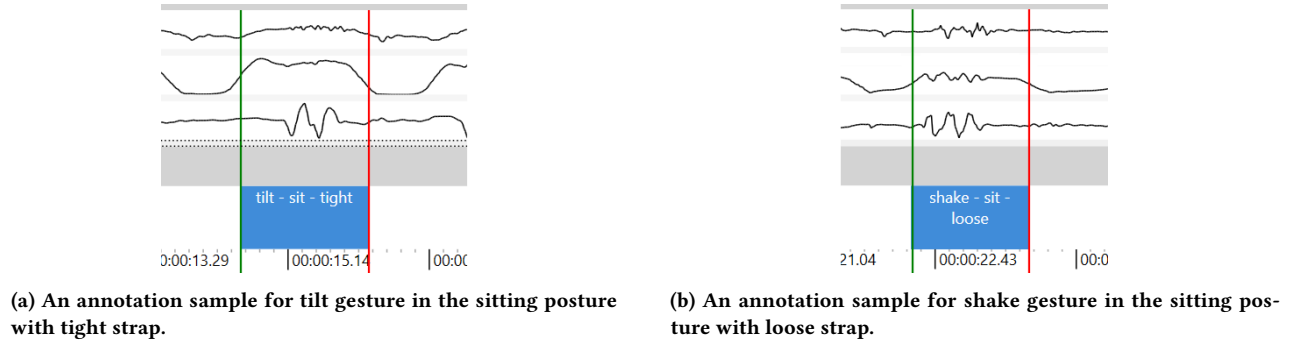 tilt - sit - tight
0:00:13.29
00:00:15.14
00:00
shake - sit -
loose
21.04
00:00:22.43
00:0
(a) An annotation sample for tilt gesture in the sitting posture
with tight strap.
(b) An annotation sample for shake gesture in the sitting pos-
ture with loose strap.